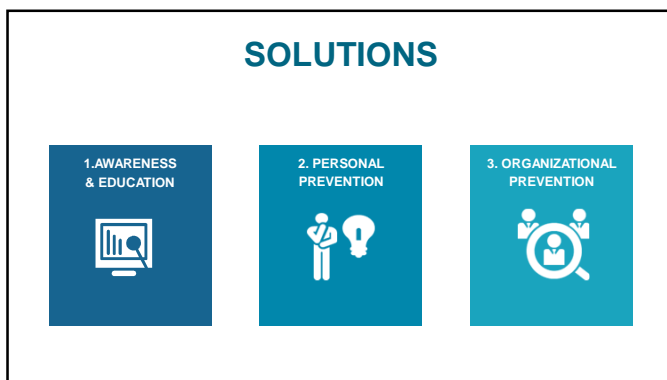 SOLUTIONS
1.AWARENESS
& EDUCATION
2. PERSONAL
PREVENTION
3. ORGANIZATIONAL
PREVENTION